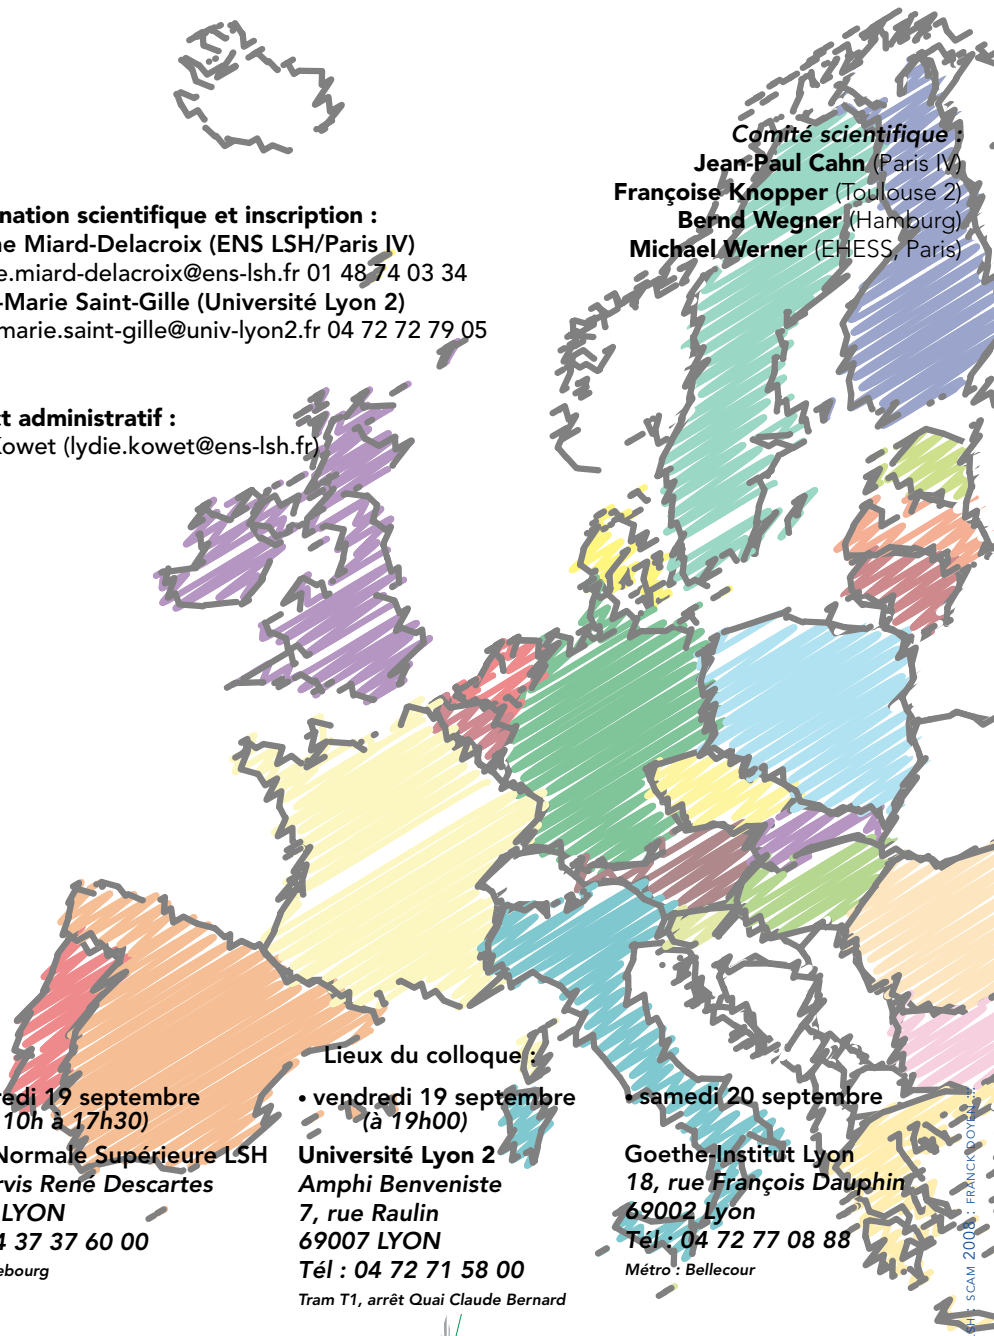 Comité scientifique :
Jean-Paul Cahn (Paris IV)
Françoise Knopper (Toulouse 2)
Bernd Wegner (Hamburg)
Michael Werner (EHESS, Paris)
nation scientifique et inscription :
ne Miard-Delacroix (ENS LSH/Paris IV)
e.miard-delacroix@ens-lsh.fr 01 48 74 03 34
-Marie Saint-Gille (Université Lyon 2)
marie.saint-gille@univ-lyon2.fr 04 72 72 79 05
ct administratif :
Kowet (lydie.kowet@ens-lsh.fr)
Lieux du colloque :
redi 19 septembre
10h à 17h30)
Normale Supérieure LSH
rvis René Descartes
LYON
4 37 37 60 00
ebourg
• vendredi 19 septembre
(à 19h00)
Université Lyon 2
Amphi Benveniste
7, rue Raulin
69007 LYON
Tél : 04 72 71 58 00
Tram T1, arrêt Quai Claude Bernard
• samedi 20 septembre
Goethe-Institut Lyon
18, rue François Dauphin
69002 Lyon
Tél : 04 72 77 08 88
Métro : Bellecour
LSH : SCAM 2008 : FRANCK DOYEN :::